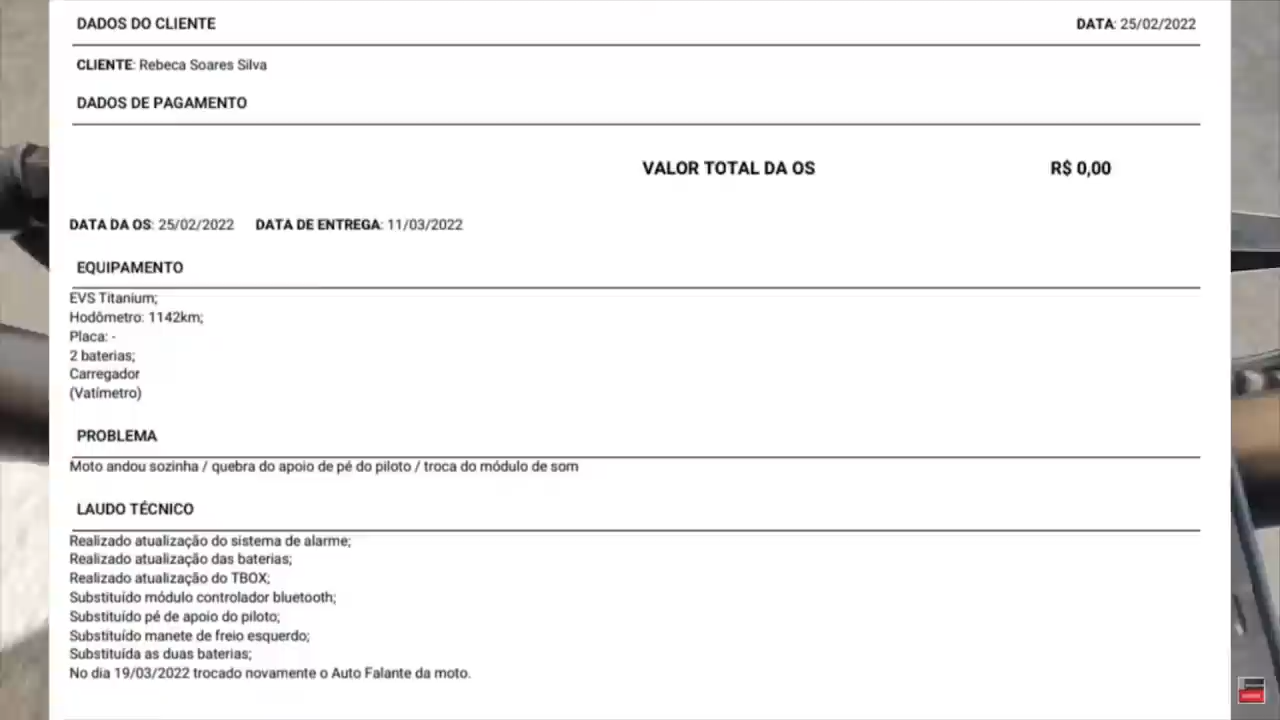 DADOS DO CLIENTE DATA: 25/02/2022
CLIENTE: Rebeca Soares Silva
DADOS DE PAGAMENTO
VALOR TOTAL DA OS R$ 0,00
DATA DA OS: 25/02/2022 DATA DE ENTREGA: 11/03/2022
EQUIPAMENTO
EVS Titanium;
Hodômetro: 1142km;
Placa: -
2 baterias;
Carregador
(Vatímetro)
PROBLEMA
Moto andou sozinha / quebra do apoio de pé do piloto / troca do módulo de som
LAUDO TÉCNICO
Realizado atualização do sistema de alarme;
Realizado atualização das baterias;
Realizado atualização do TBOX;
Substituído módulo controlador bluetooth;
Substituído pé de apoio do piloto;
Substituído manete de freio esquerdo;
Substituída as duas baterias;
No dia 19/03/2022 trocado novamente o Auto Falante da moto.